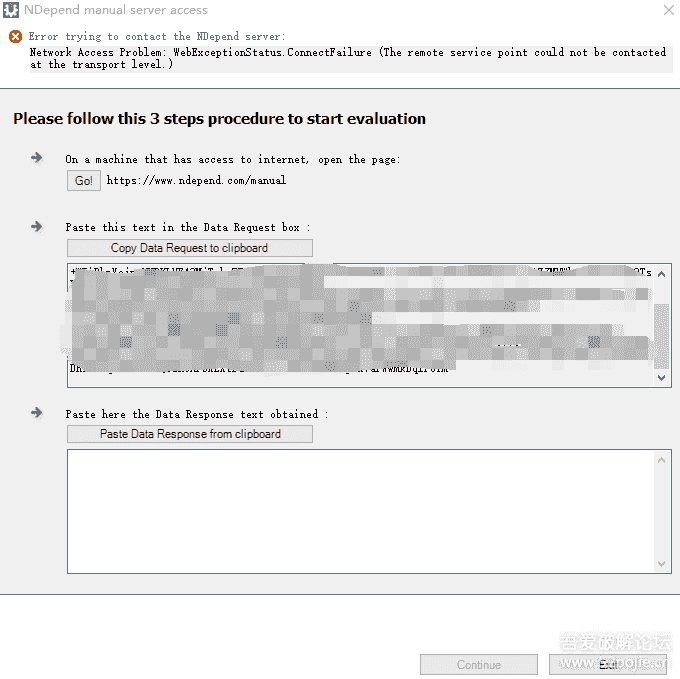 NDepend manual server access
Error trying to contact the NDepend server:
Network Access Problem: WebExceptionStatus.ConnectFailure (The remote service point could not be contacted
at the transport level.)
Please follow this 3 steps procedure to start evaluation
On a machine that has access to internet, open the page:
Go! https://www.ndepend.com/manual
Paste this text in the Data Request box :
Copy Data Request to clipboard
Paste here the Data Response text obtained :
Paste Data Response from clipboard
吾爱破解论坛
Continue
www.52pojie.cn